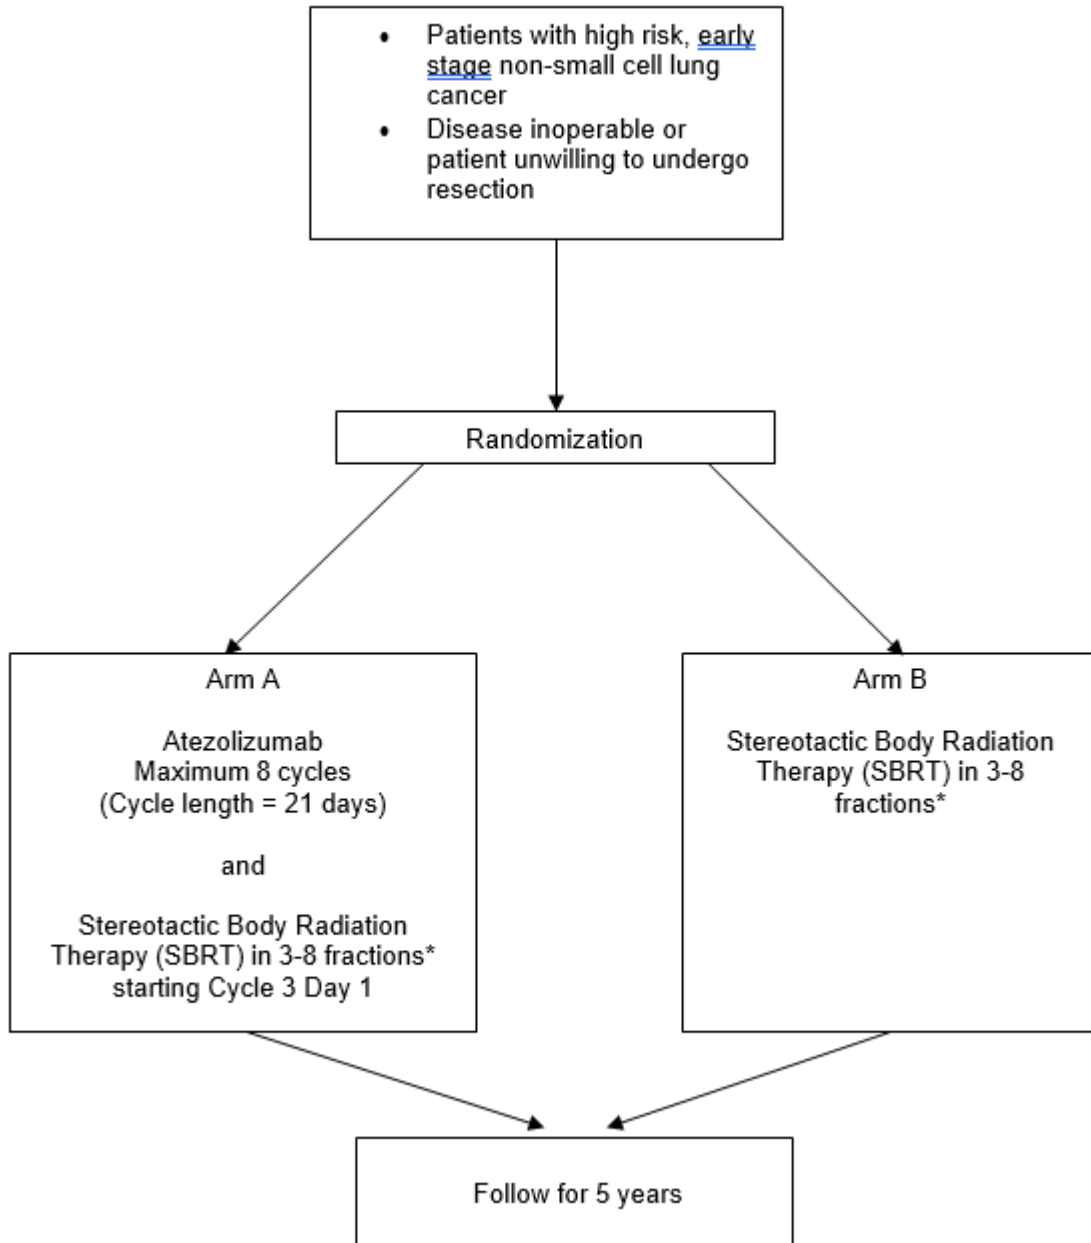 • Patients with high risk, early
stage non-small cell lung
cancer
• Disease inoperable or
patient unwilling to undergo
resection
Randomization
Arm A
Atezolizumab
Maximum 8 cycles
(Cycle length = 21 days)
and
Stereotactic Body Radiation
Therapy (SBRT) in 3-8 fractions*
starting Cycle 3 Day 1
Arm B
Stereotactic Body Radiation
Therapy (SBRT) in 3-8
fractions*
Follow for 5 years